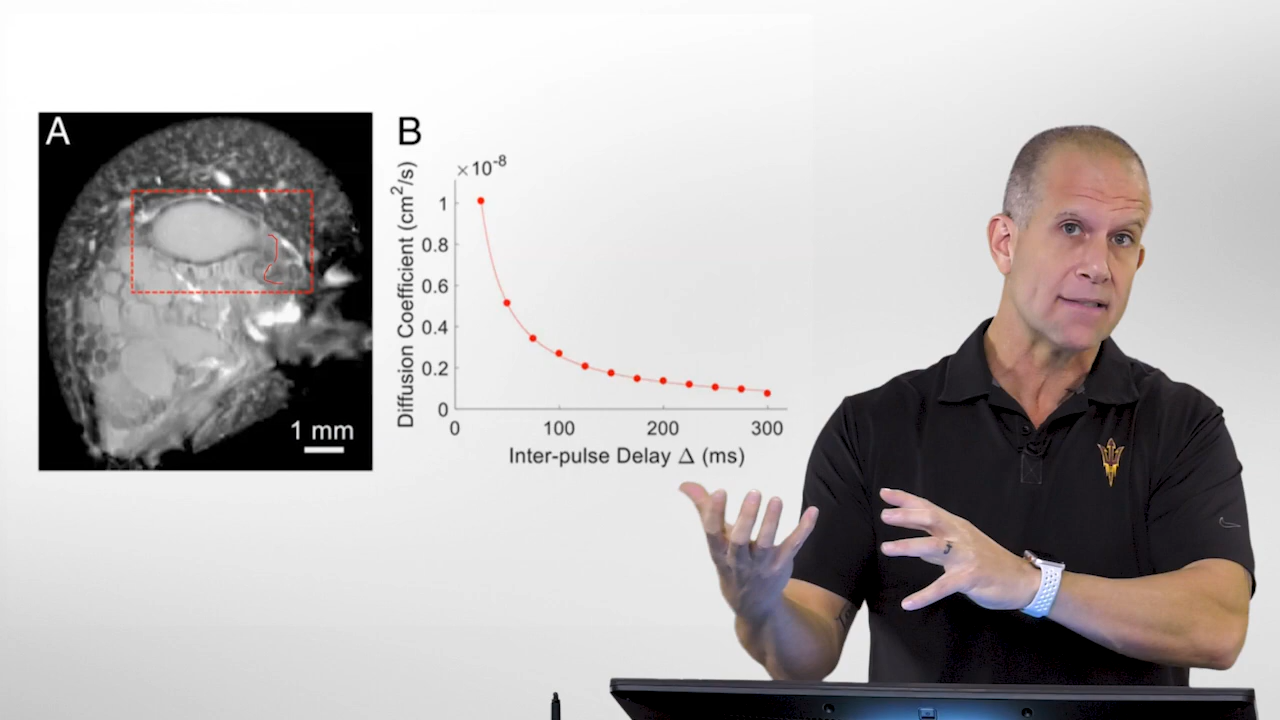 A
1 mm
B
×10⁻⁸
Diffusion Coefficient (cm²/s)
1
0.8
0.6
0.4
0.2
0
0 100 200 300
Inter-pulse Delay Δ (ms)